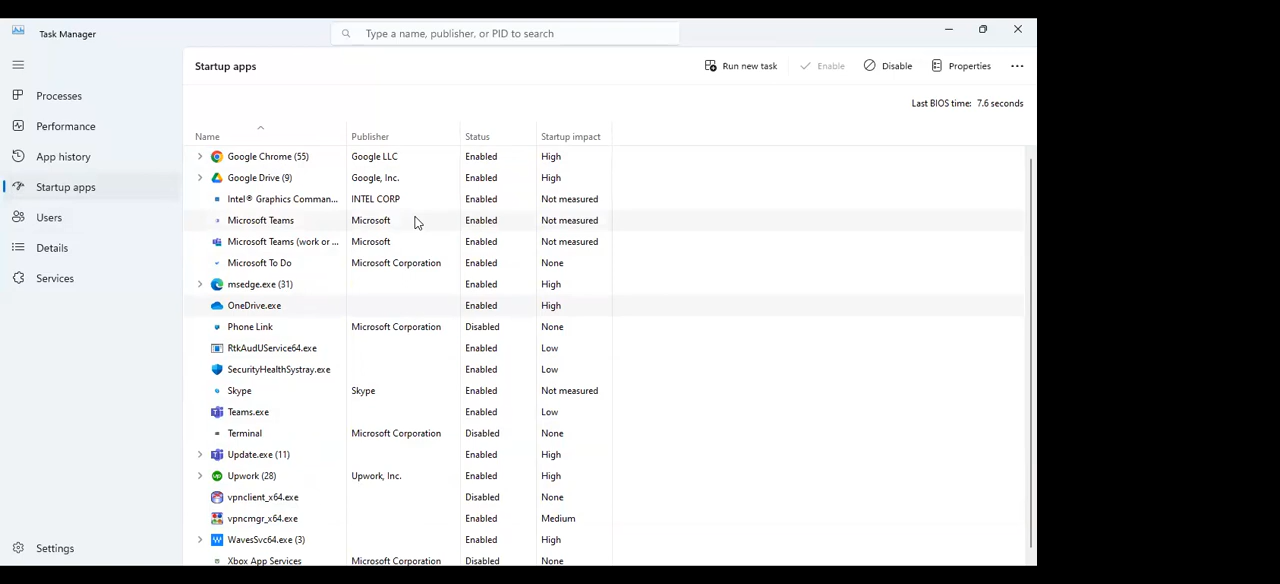 Task Manager
Type a name, publisher, or PID to search
Startup apps
Run new task
Enable
Disable
Properties
Processes
Performance
App history
Startup apps
Users
Details
Services
Settings
Last BIOS time: 7.6 seconds
Name Publisher Status Startup impact
Google Chrome (55) Google LLC Enabled High
Google Drive (9) Google, Inc. Enabled High
Intel® Graphics Comman... INTEL CORP Enabled Not measured
Microsoft Teams Microsoft Enabled Not measured
Microsoft Teams (work or ... Microsoft Enabled Not measured
Microsoft To Do Microsoft Corporation Enabled None
msedge.exe (31) Enabled High
OneDrive.exe Enabled High
Phone Link Microsoft Corporation Disabled None
RtkAudUService64.exe Enabled Low
SecurityHealthSystray.exe Enabled Low
Skype Skype Enabled Not measured
Teams.exe Enabled Low
Terminal Microsoft Corporation Disabled None
Update.exe (11) Enabled High
Upwork (28) Upwork, Inc. Enabled High
vpnclient_x64.exe Disabled None
vpncmgr_x64.exe Enabled Medium
WavesSvc64.exe (3) Enabled High
Xbox App Services Microsoft Corporation Disabled None